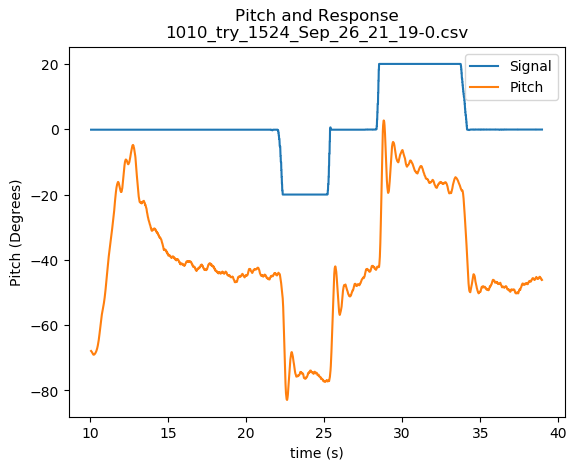 Pitch and Response
1010_try_1524_Sep_26_21_19-0.csv
Signal
Pitch
Pitch (Degrees)
20
0
−20
−40
−60
−80
10 15 20 25 30 35 40
time (s)